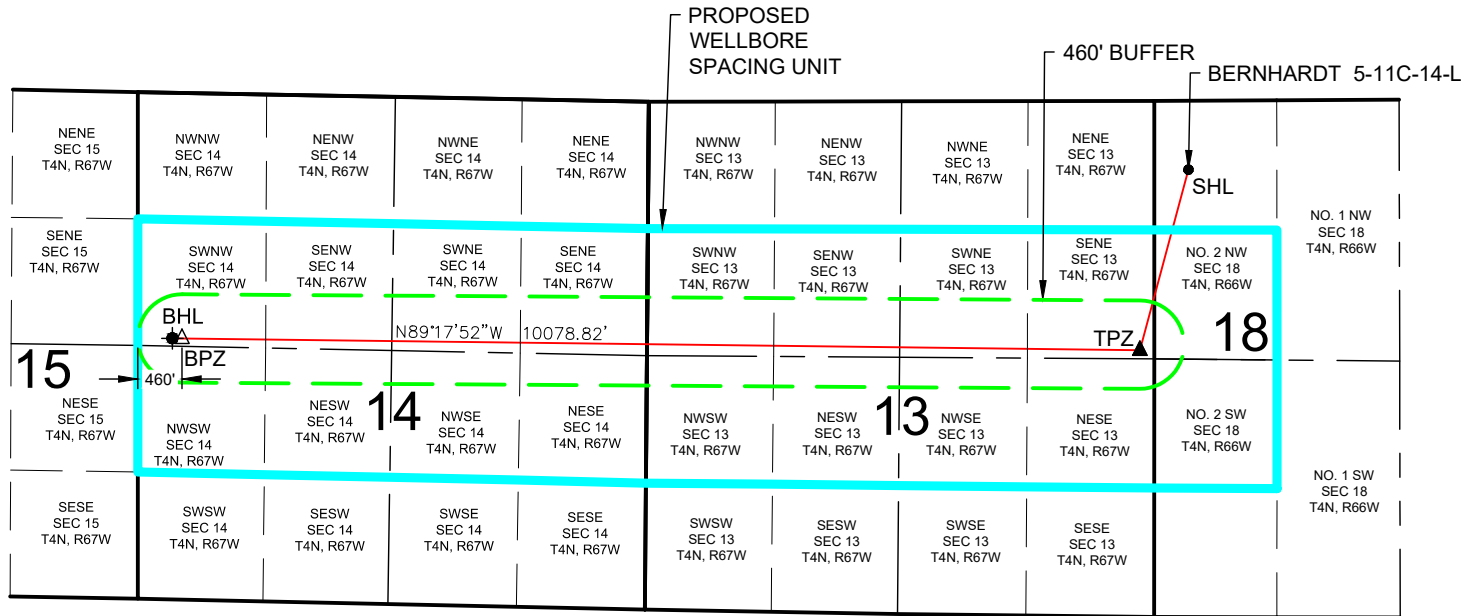 PROPOSED
WELLBORE
SPACING UNIT
460' BUFFER
BERNHARDT 5-11C-14-L
NENE
SEC 15
T4N, R67W
NWNW
SEC 14
T4N, R67W
NENW
SEC 14
T4N, R67W
NWNE
SEC 14
T4N, R67W
NENE
SEC 14
T4N, R67W
NWNW
SEC 13
T4N, R67W
NENW
SEC 13
T4N, R67W
NWNE
SEC 13
T4N, R67W
NENE
SEC 13
T4N, R67W
SHL
NO. 1 NW
SEC 18
T4N, R66W
SENE
SEC 15
T4N, R67W
SWNW
SEC 14
T4N, R67W
SENW
SEC 14
T4N, R67W
SWNE
SEC 14
T4N, R67W
SENE
SEC 14
T4N, R67W
SWNW
SEC 13
T4N, R67W
SENW
SEC 13
T4N, R67W
SWNE
SEC 13
T4N, R67W
SENE
SEC 13
T4N, R67W
NO. 2 NW
SEC 18
T4N, R66W
BHL
N89°17'52"W 10078.82'
TPZ
18
15
460'
BPZ
NESE
SEC 15
T4N, R67W
NWSW
SEC 14
T4N, R67W
NESW
SEC 14
T4N, R67W
14
NWSE
SEC 14
T4N, R67W
NESE
SEC 14
T4N, R67W
NWSW
SEC 13
T4N, R67W
NESW
SEC 13
T4N, R67W
13
NWSE
SEC 13
T4N, R67W
NESE
SEC 13
T4N, R67W
NO. 2 SW
SEC 18
T4N, R66W
NO. 1 SW
SEC 18
T4N, R66W
SESE
SEC 15
T4N, R67W
SWSW
SEC 14
T4N, R67W
SESW
SEC 14
T4N, R67W
SWSE
SEC 14
T4N, R67W
SESE
SEC 14
T4N, R67W
SWSW
SEC 13
T4N, R67W
SESW
SEC 13
T4N, R67W
SWSE
SEC 13
T4N, R67W
SESE
SEC 13
T4N, R67W